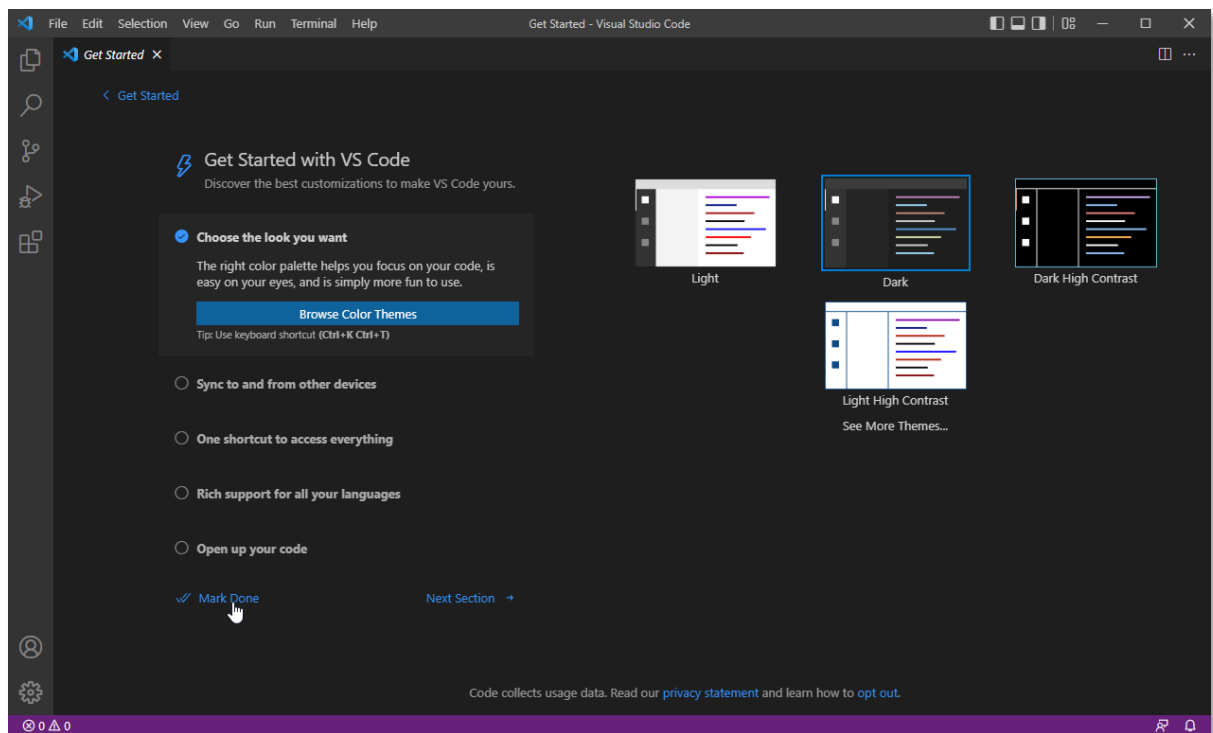 File Edit Selection View Go Run Terminal Help
Get Started - Visual Studio Code
Get Started
Get Started
Get Started with VS Code
Discover the best customizations to make VS Code yours.
Choose the look you want
The right color palette helps you focus on your code, is
easy on your eyes, and is simply more fun to use.
Browse Color Themes
Tip: Use keyboard shortcut (Ctrl+K Ctrl+T)
Sync to and from other devices
One shortcut to access everything
Rich support for all your languages
Open up your code
Mark Done
Next Section
Light
Dark
Dark High Contrast
Light High Contrast
See More Themes...
Code collects usage data. Read our privacy statement and learn how to opt out.
0 0